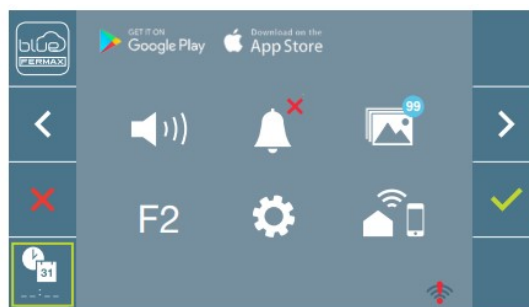 blue
FERMAX
GET IT ON
Google Play
Download on the
App Store
99
F2
31
--:--